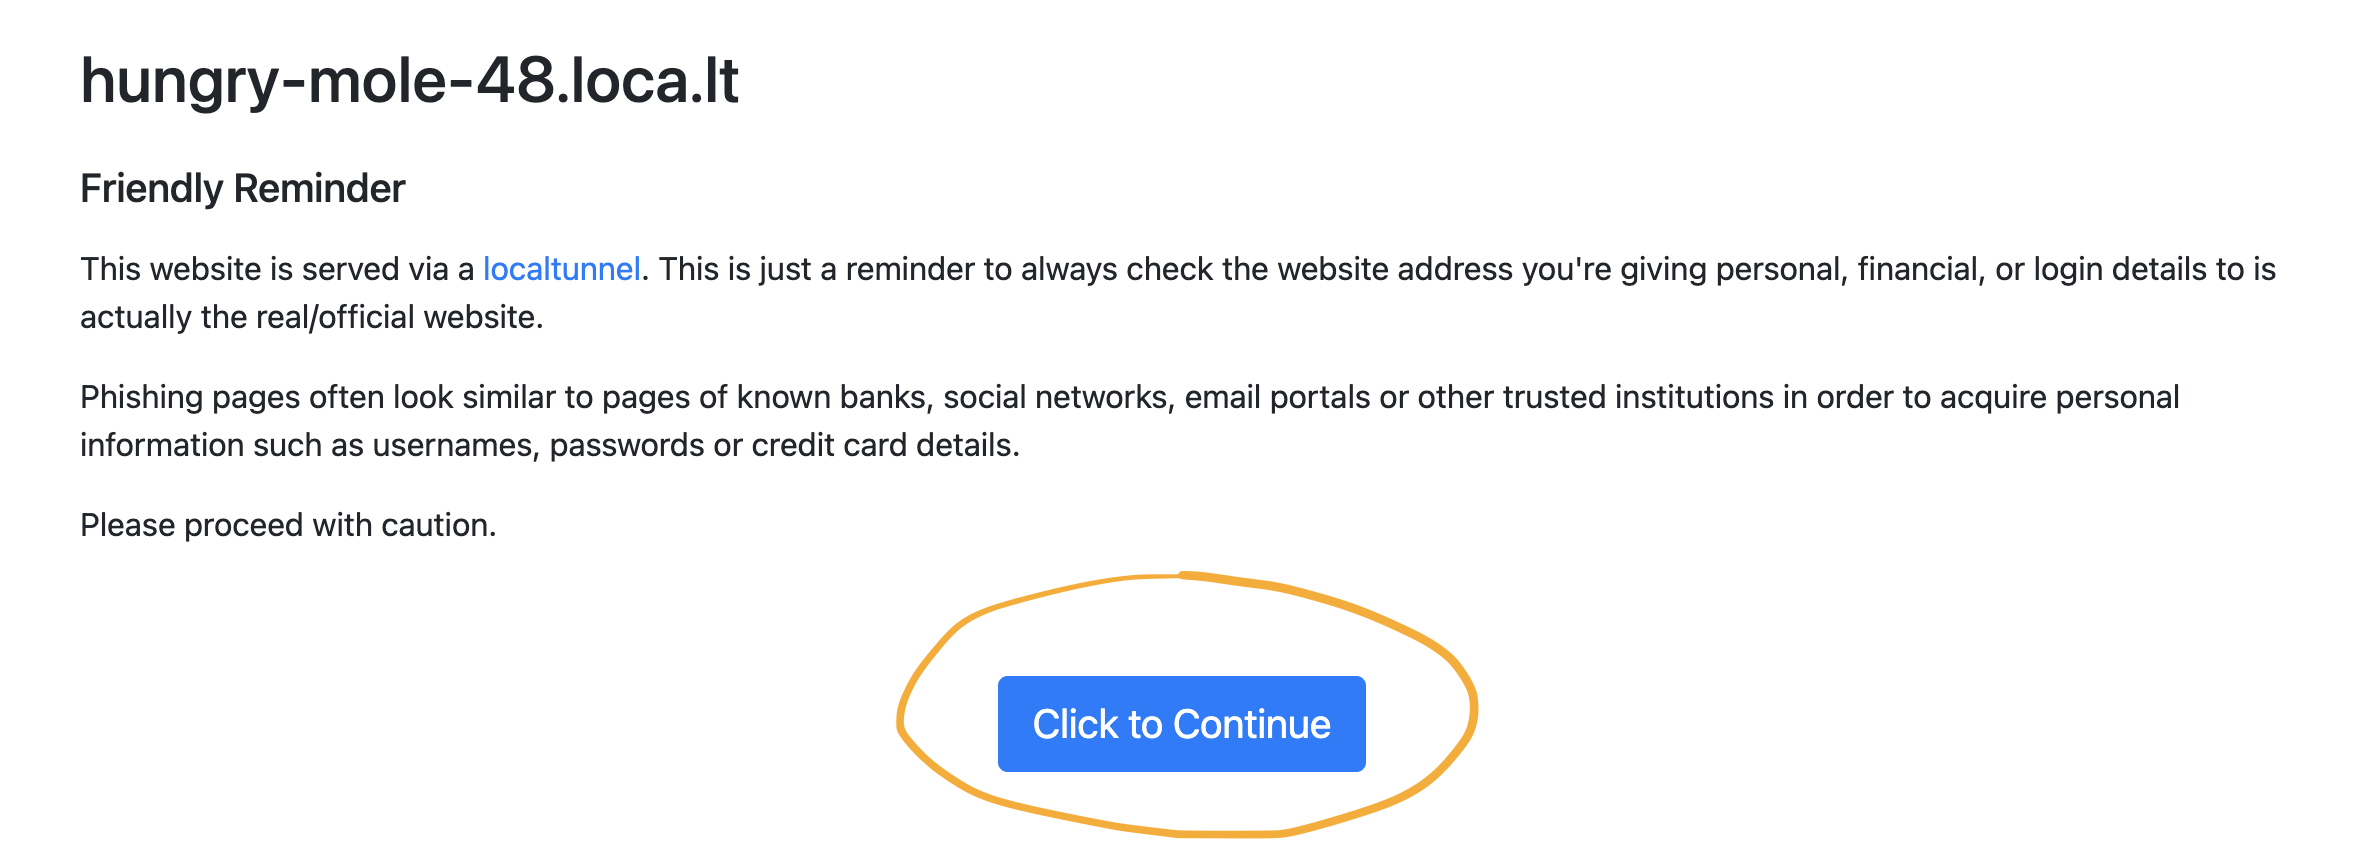 hungry-mole-48.loca.lt
Friendly Reminder
This website is served via a localtunnel. This is just a reminder to always check the website address you're giving personal, financial, or login details to is
actually the real/official website.
Phishing pages often look similar to pages of known banks, social networks, email portals or other trusted institutions in order to acquire personal
information such as usernames, passwords or credit card details.
Please proceed with caution.
Click to Continue